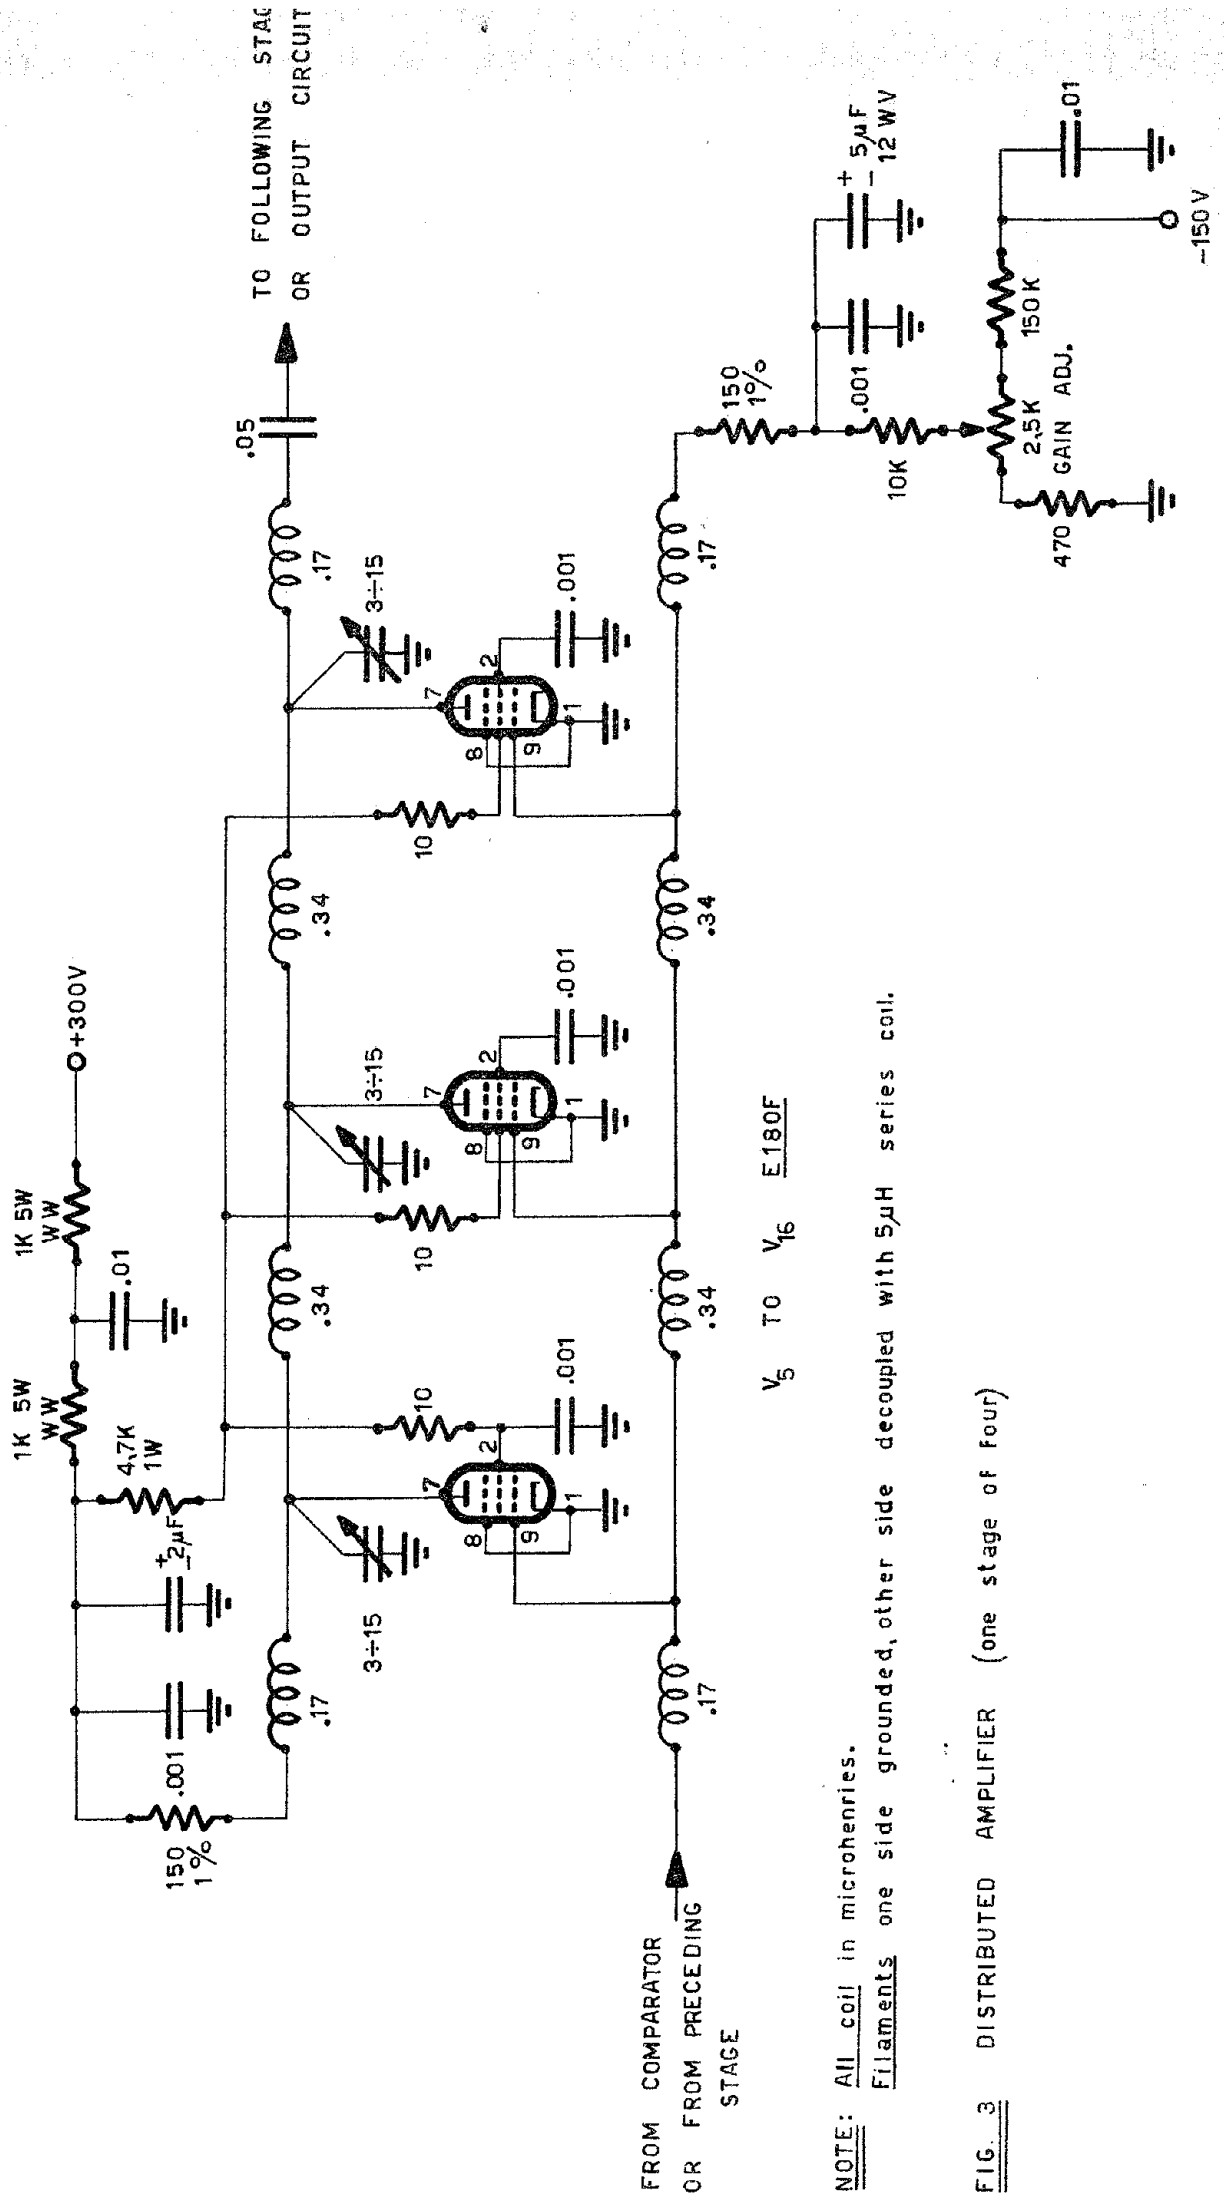 TO FOLLOWING STAG
OR OUTPUT CIRCUIT
+300V
1K 5W
WW
1K 5W
WW
.01
4,7K
1W
+
- 2µF
.001
150
1%
.17
.34
.34
.17
.05
3÷15
3÷15
3÷15
10
10
10
7
2
8
9
1
.001
7
2
8
9
1
.001
7
2
8
9
1
.001
.17
.34
.34
.17
150
1%
.001
+
- 5µF
12 WV
10K
2,5K
GAIN ADJ.
150K
470
.01
-150V
FROM COMPARATOR
OR FROM PRECEDING
STAGE
V5 TO V16 E180F
NOTE: All coil in microhenries.
Filaments one side grounded, other side decoupled with 5µH series coil.
FIG. 3 DISTRIBUTED AMPLIFIER (one stage of four)